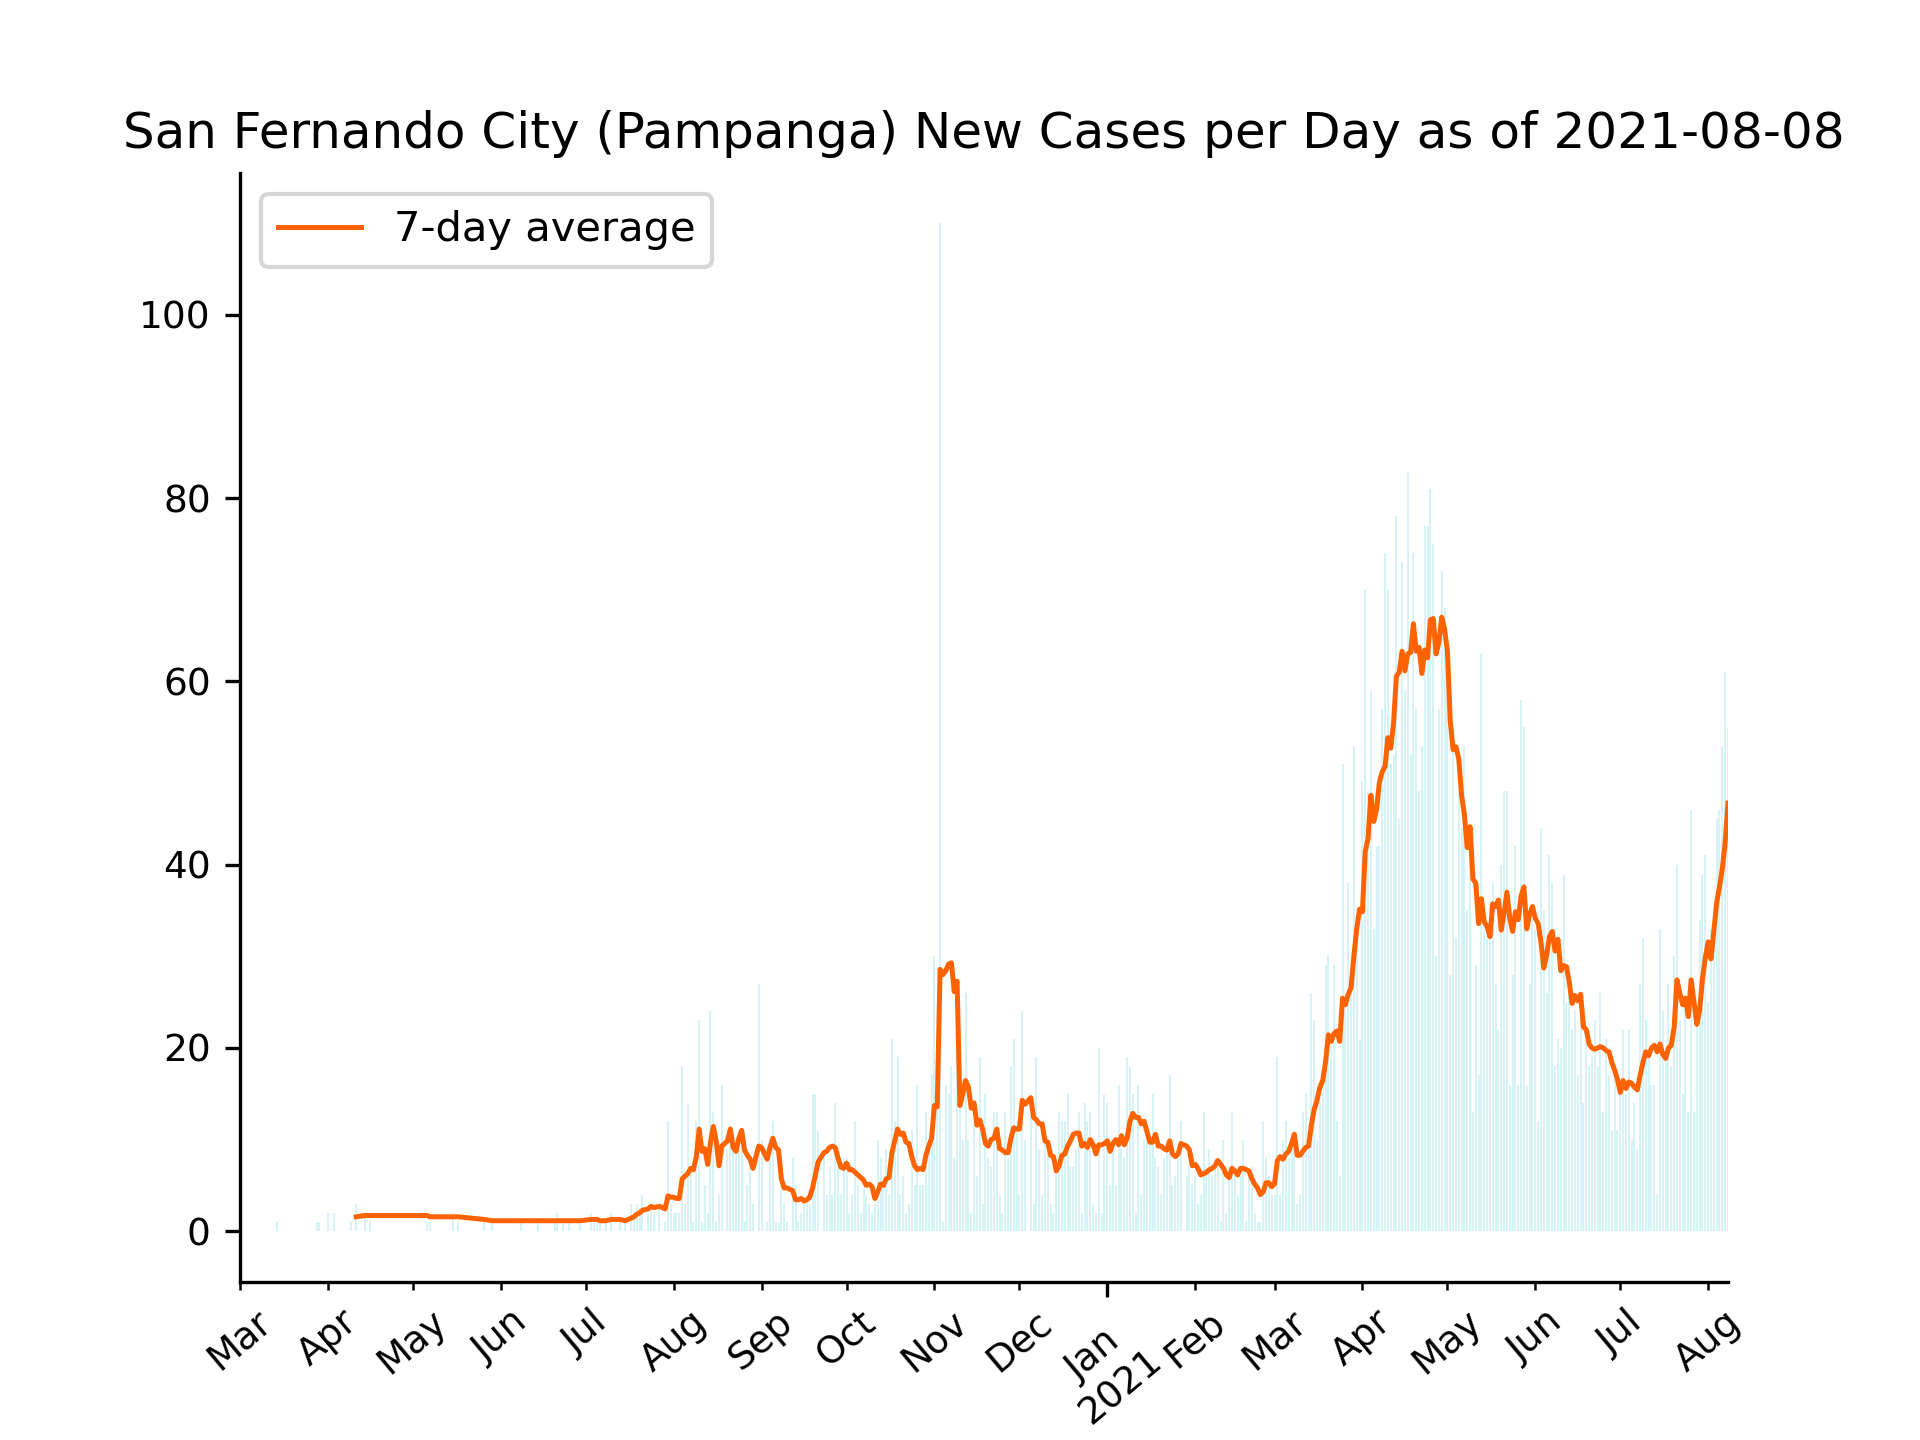 San Fernando City (Pampanga) New Cases per Day as of 2021-08-08
7-day average
100
80
60
40
20
0
Mar
Apr
May
Jun
Jul
Aug
Sep
Oct
Nov
Dec
Jan
2021
Feb
Mar
Apr
May
Jun
Jul
Aug